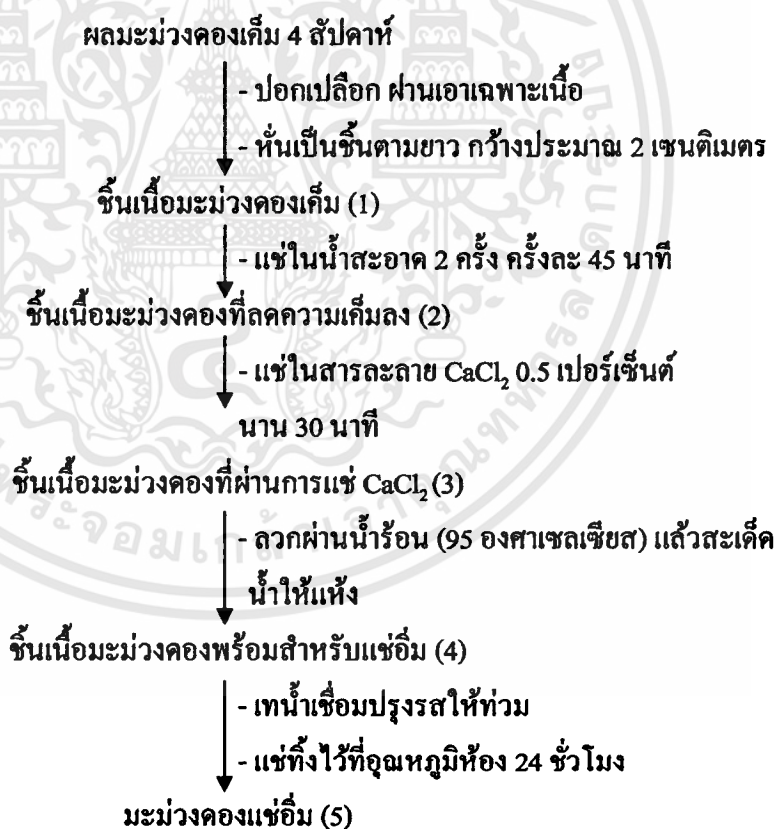 ผลมะม่วงดองเค็ม 4 สัปดาห์
- ปอกเปลือก ฝานเอาเฉพาะเนื้อ
- หั่นเป็นชิ้นตามยาว กว้างประมาณ 2 เซนติเมตร
ชิ้นเนื้อมะม่วงดองเค็ม (1)
- แช่ในน้ำสะอาด 2 ครั้ง ครั้งละ 45 นาที
ชิ้นเนื้อมะม่วงดองที่ลดความเค็มลง (2)
- แช่ในสารละลาย CaCl₂ 0.5 เปอร์เซ็นต์
นาน 30 นาที
ชิ้นเนื้อมะม่วงดองที่ผ่านการแช่ CaCl₂ (3)
- ลวกผ่านน้ำร้อน (95 องศาเซลเซียส) แล้วสะเด็ด
น้ำให้แห้ง
ชิ้นเนื้อมะม่วงดองพร้อมสำหรับแช่อิ่ม (4)
- เทน้ำเชื่อมปรุงรสให้ท่วม
- แช่ทิ้งไว้ที่อุณหภูมิห้อง 24 ชั่วโมง
มะม่วงดองแช่อิ่ม (5)